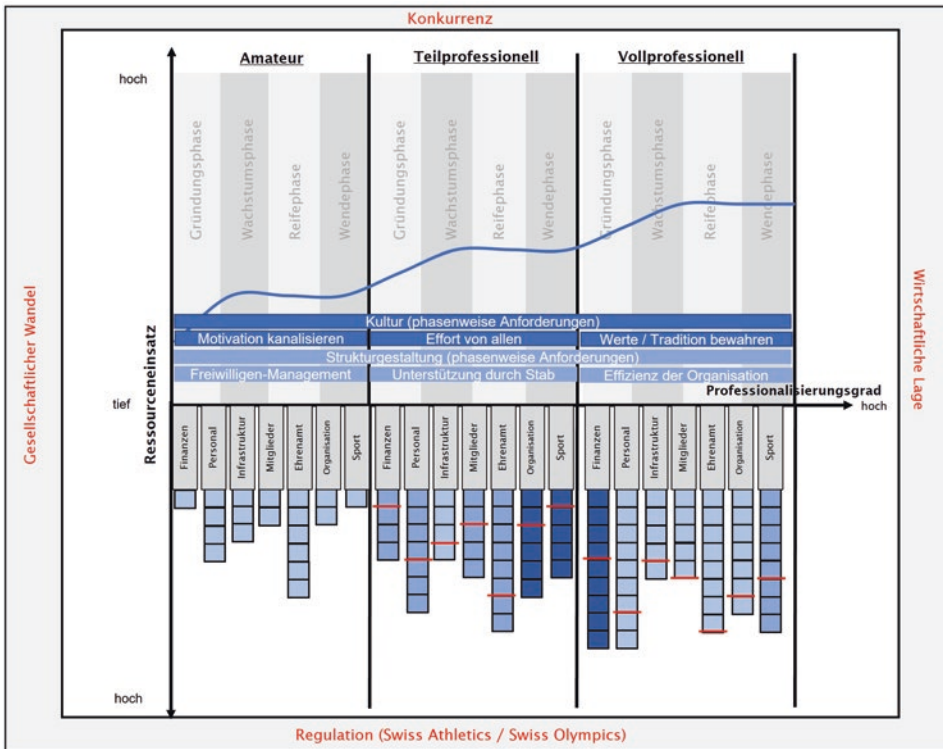 Konkurrenz
Amateur
Teilprofessionell
Vollprofessionell
hoch
Gründungsphase
Wachstumsphase
Reifephase
Wendephase
Gründungsphase
Wachstumsphase
Reifephase
Wendephase
Gründungsphase
Wachstumsphase
Reifephase
Wendephase
Gesellschaftlicher Wandel
Ressourceneinsatz
Wirtschaftliche Lage
Kultur (phasenweise Anforderungen)
Motivation kanalisieren
Effort von allen
Werte / Tradition bewahren
Strukturgestaltung (phasenweise Anforderungen)
Freiwilligen-Management
Unterstützung durch Stab
Effizienz der Organisation
Professionalisierungsgrad
tief
hoch
Finanzen
Personal
Infrastruktur
Mitglieder
Ehrenamt
Organisation
Sport
Finanzen
Personal
Infrastruktur
Mitglieder
Ehrenamt
Organisation
Sport
Finanzen
Personal
Infrastruktur
Mitglieder
Ehrenamt
Organisation
Sport
hoch
Regulation (Swiss Athletics / Swiss Olympics)